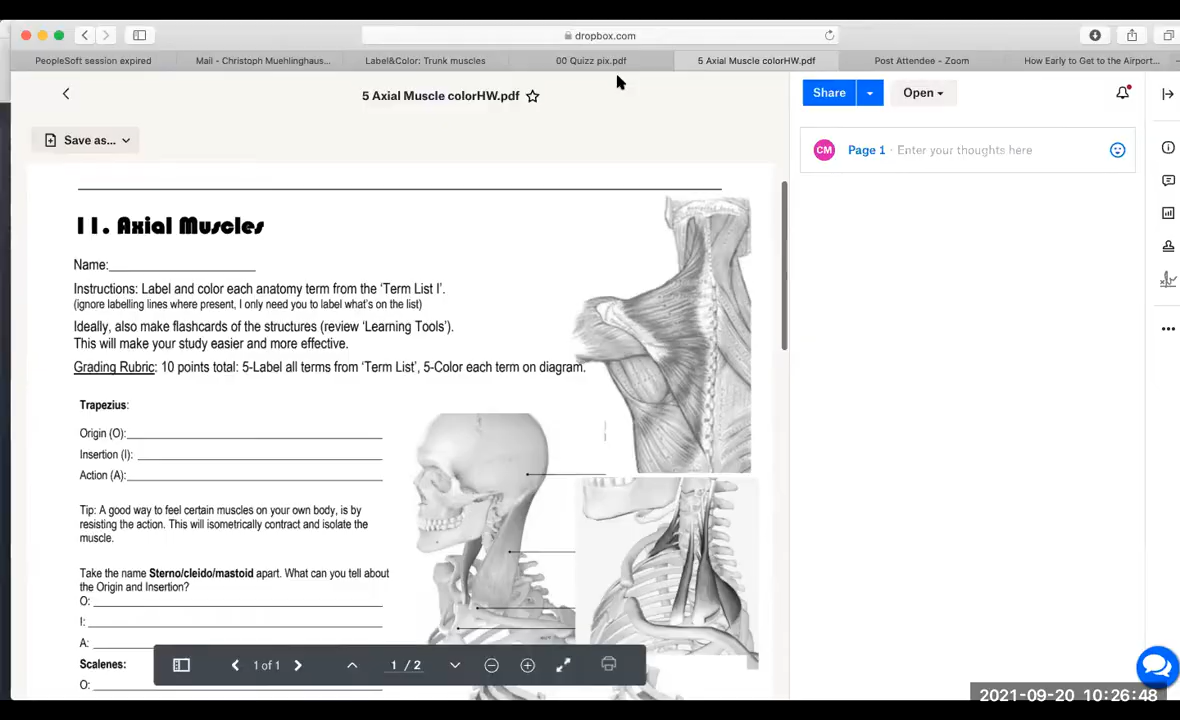 dropbox.com
PeopleSoft session expired
Mail - Christoph Muehlinghaus...
Label&Color: Trunk muscles
00 Quizz pix.pdf
5 Axial Muscle colorHW.pdf
Post Attendee - Zoom
How Early to Get to the Airport...
5 Axial Muscle colorHW.pdf
Share
Open
Save as...
CM
Page 1 · Enter your thoughts here
11. Axial Muscles
Name:
Instructions: Label and color each anatomy term from the 'Term List I'.
(ignore labelling lines where present, I only need you to label what's on the list)
Ideally, also make flashcards of the structures (review 'Learning Tools').
This will make your study easier and more effective.
Grading Rubric: 10 points total: 5-Label all terms from 'Term List', 5-Color each term on diagram.
Trapezius:
Origin (O):
Insertion (I):
Action (A):
Tip: A good way to feel certain muscles on your own body, is by
resisting the action. This will isometrically contract and isolate the
muscle.
Take the name Sterno/cleido/mastoid apart. What can you tell about
the Origin and Insertion?
O:
I:
A:
Scalenes:
O:
1 of 1
1 / 2
2021-09-20 10:26:48